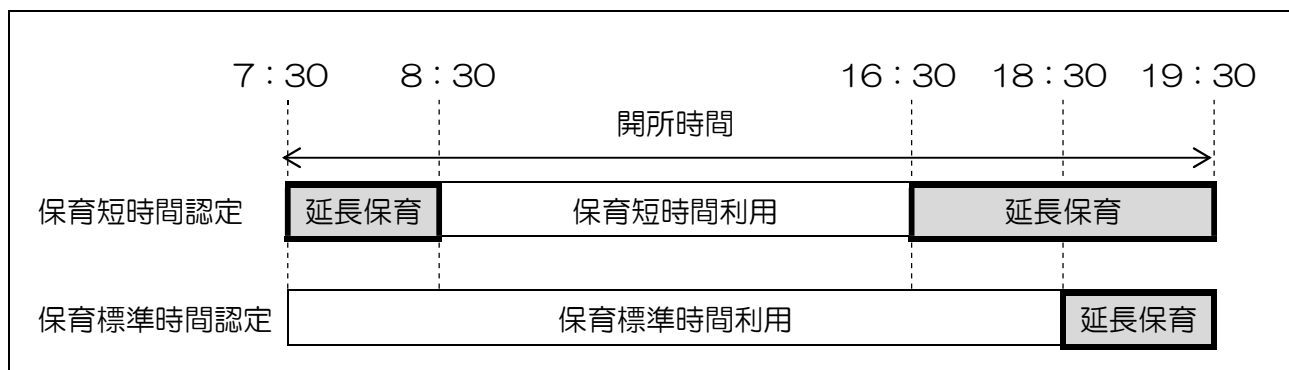 7:30 8:30 16:30 18:30 19:30
開所時間
保育短時間認定 延長保育 保育短時間利用 延長保育
保育標準時間認定 保育標準時間利用 延長保育